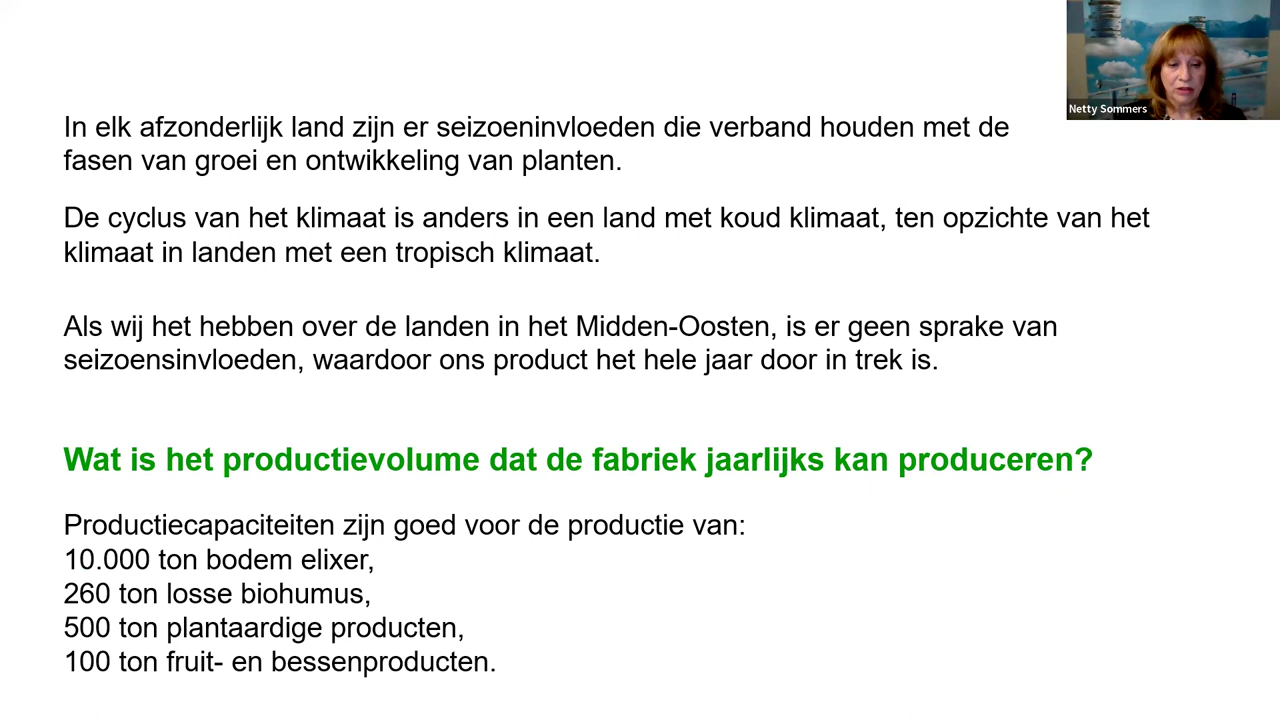 Netty Sommers
In elk afzonderlijk land zijn er seizoeninvloeden die verband houden met de
fasen van groei en ontwikkeling van planten.
De cyclus van het klimaat is anders in een land met koud klimaat, ten opzichte van het
klimaat in landen met een tropisch klimaat.
Als wij het hebben over de landen in het Midden-Oosten, is er geen sprake van
seizoensinvloeden, waardoor ons product het hele jaar door in trek is.
Wat is het productievolume dat de fabriek jaarlijks kan produceren?
Productiecapaciteiten zijn goed voor de productie van:
10.000 ton bodem elixer,
260 ton losse biohumus,
500 ton plantaardige producten,
100 ton fruit- en bessenproducten.